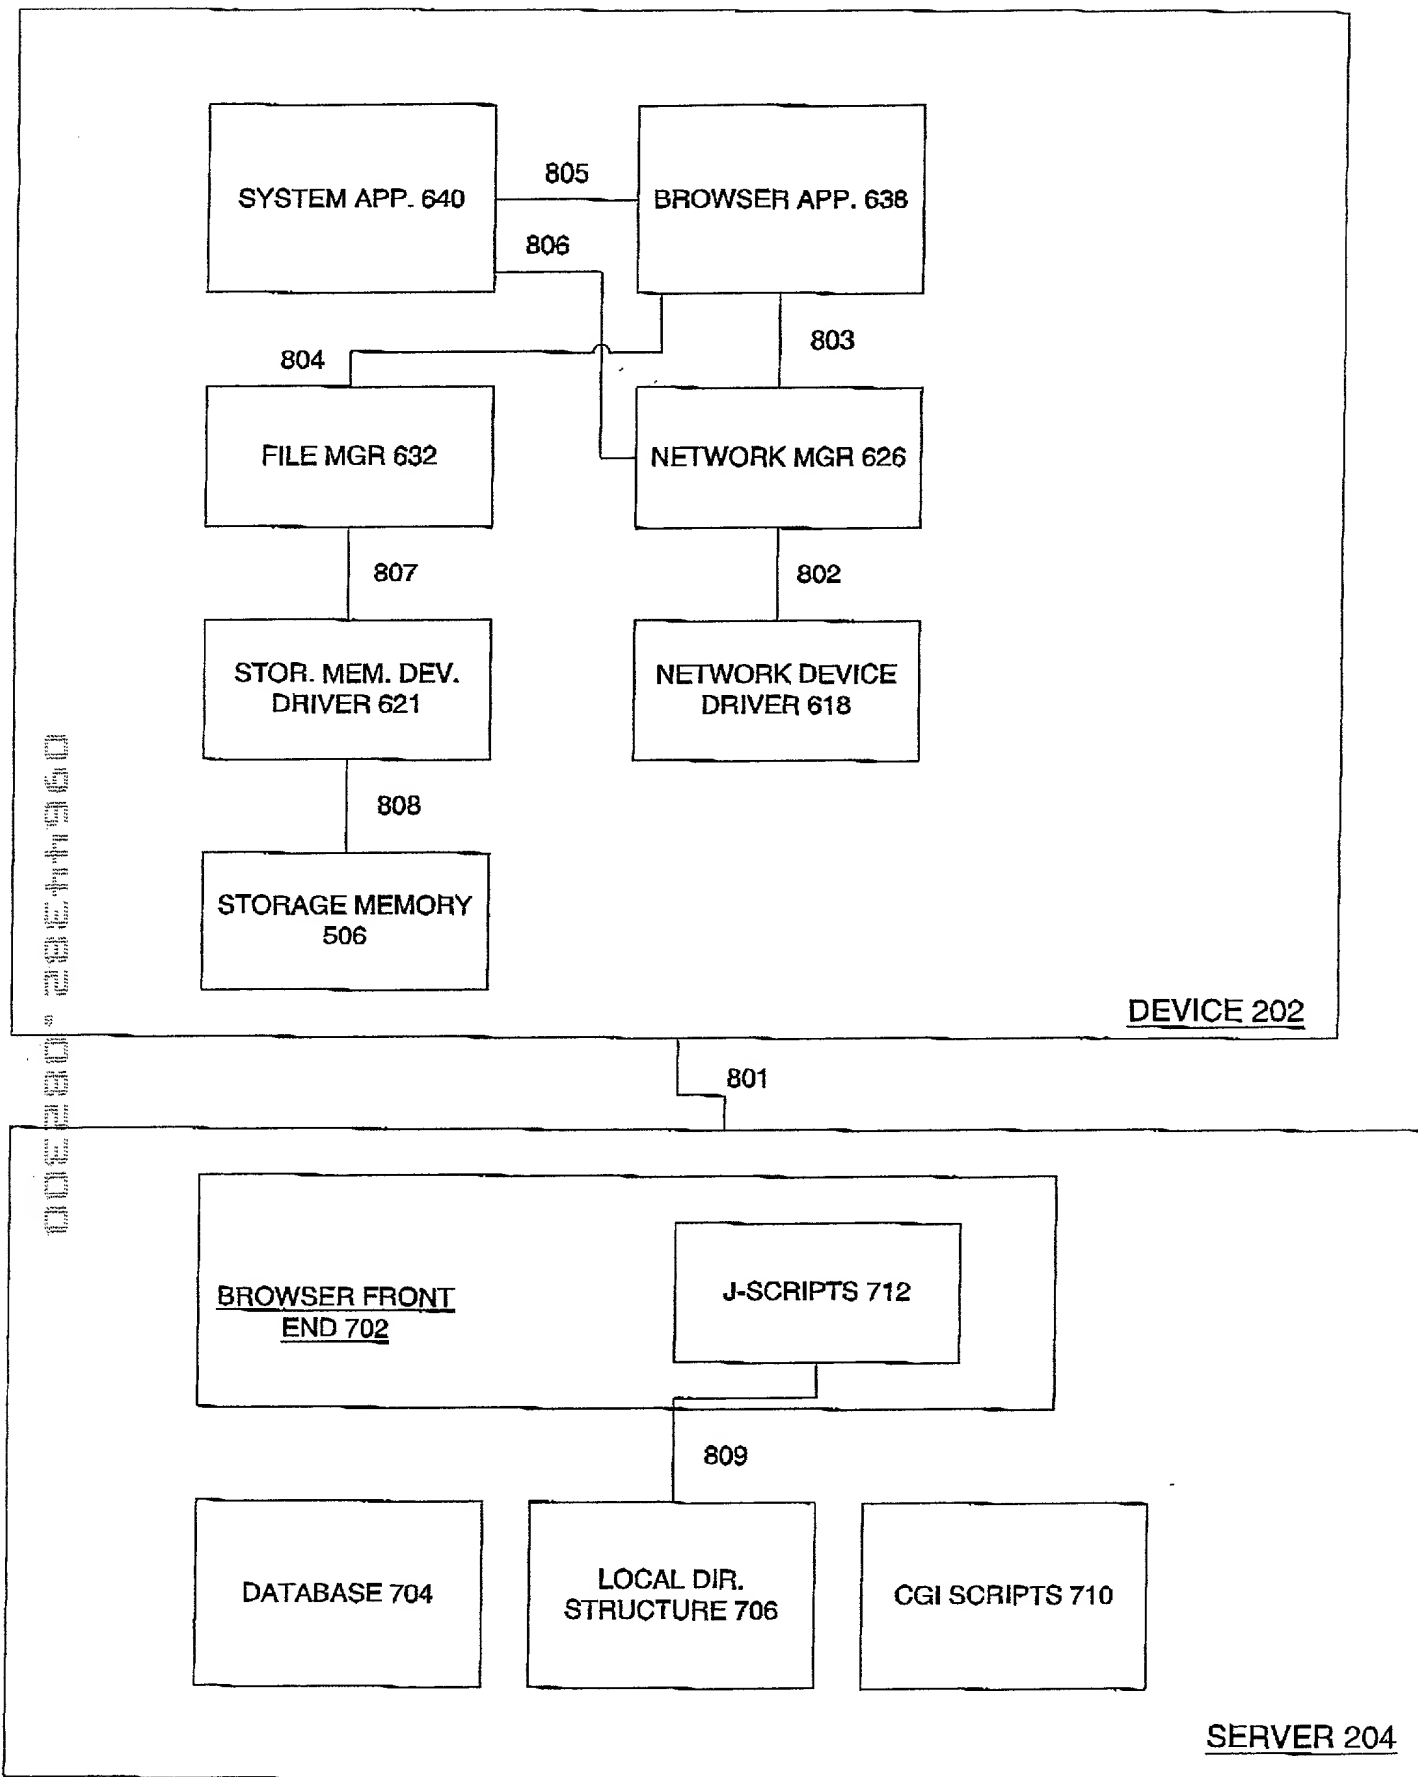 805
SYSTEM APP. 640
BROWSER APP. 638
806
804
803
FILE MGR 632
NETWORK MGR 626
807
802
STOR. MEM. DEV.
DRIVER 621
NETWORK DEVICE
DRIVER 618
808
STORAGE MEMORY
506
DEVICE 202
801
J-SCRIPTS 712
BROWSER FRONT
END 702
809
DATABASE 704
LOCAL DIR.
STRUCTURE 706
CGI SCRIPTS 710
SERVER 204